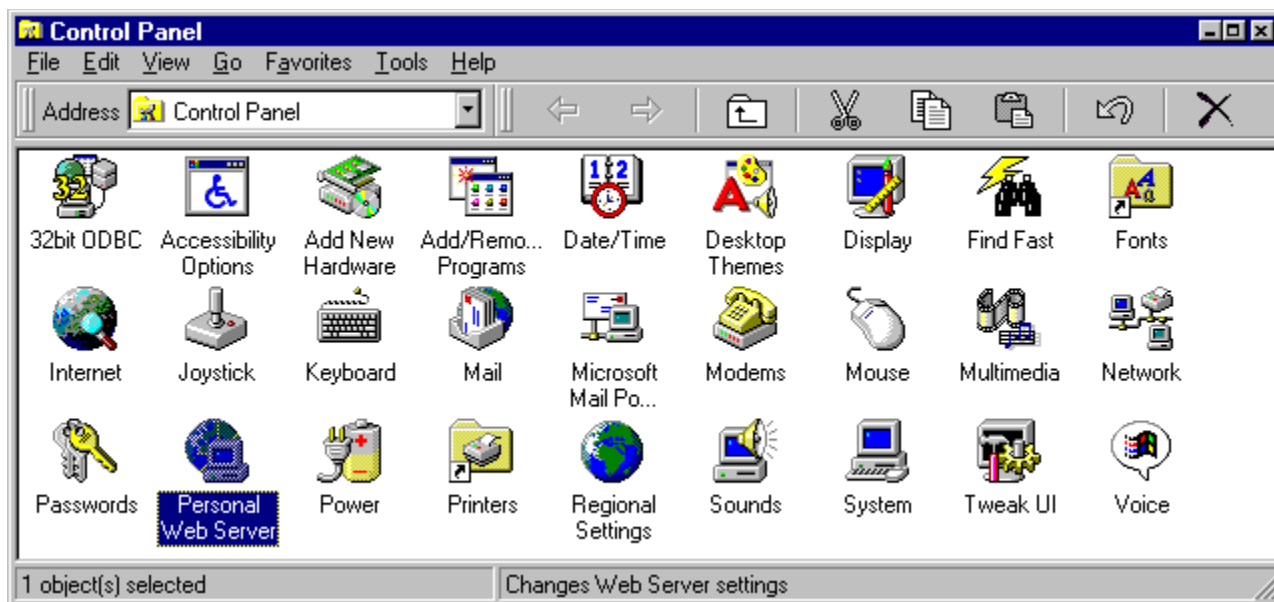 Control Panel
File Edit View Go Favorites Tools Help
Address Control Panel
32
1 2
32bit ODBC Accessibility Options Add New Hardware Add/Remo... Programs Date/Time Desktop Themes Display Find Fast Fonts
Internet Joystick Keyboard Mail Microsoft Mail Po... Modems Mouse Multimedia Network
Passwords Personal Web Server Power Printers Regional Settings Sounds System Tweak UI Voice
1 object(s) selected Changes Web Server settings